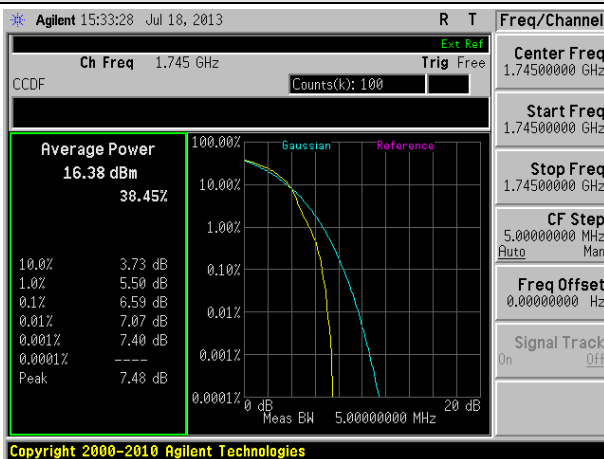 Agilent 15:33:28 Jul 18, 2013 R T
Ext Ref
Ch Freq 1.745 GHz Trig Free
CCDF Counts(k): 100
Average Power
16.38 dBm
38.45%
10.0% 3.73 dB
1.0% 5.50 dB
0.1% 6.59 dB
0.01% 7.07 dB
0.001% 7.40 dB
0.0001% ----
Peak 7.48 dB
Gaussian Reference
100.00%
10.00%
1.00%
0.10%
0.01%
0.001%
0.0001%
0 dB 20 dB
Meas BW 5.00000000 MHz
Freq/Channel
Center Freq
1.74500000 GHz
Start Freq
1.74500000 GHz
Stop Freq
1.74500000 GHz
CF Step
5.00000000 MHz
Auto Man
Freq Offset
0.00000000 Hz
Signal Track
On Off
Copyright 2000-2010 Agilent Technologies